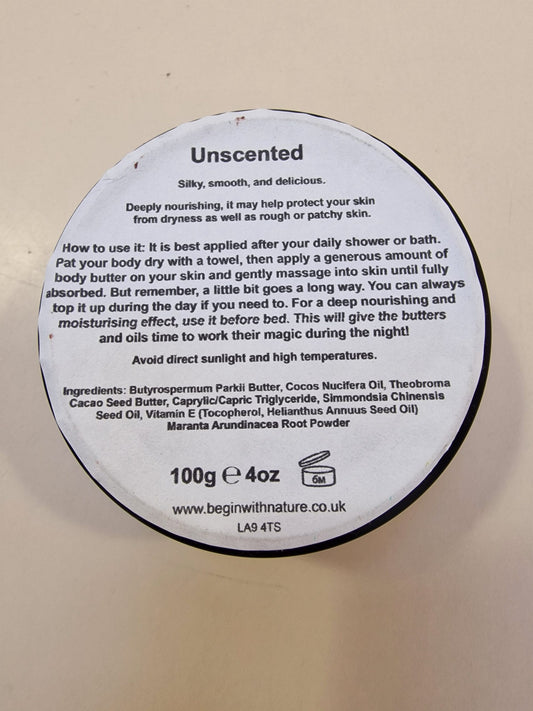 Unscented
Silky, smooth, and delicious.
Deeply nourishing, it may help protect your skin
from dryness as well as rough or patchy skin.
How to use it: It is best applied after your daily shower or bath.
Pat your body dry with a towel, then apply a generous amount of
body butter on your skin and gently massage into skin until fully
absorbed. But remember, a little bit goes a long way. You can always
top it up during the day if you need to. For a deep nourishing and
moisturising effect, use it before bed. This will give the butters
and oils time to work their magic during the night!
Avoid direct sunlight and high temperatures.
Ingredients: Butyrospermum Parkii Butter, Cocos Nucifera Oil, Theobroma
Cacao Seed Butter, Caprylic/Capric Triglyceride, Simmondsia Chinensis
Seed Oil, Vitamin E (Tocopherol, Helianthus Annuus Seed Oil)
Maranta Arundinacea Root Powder
100g ℮ 4oz 6M
www.beginwithnature.co.uk
LA9 4TS